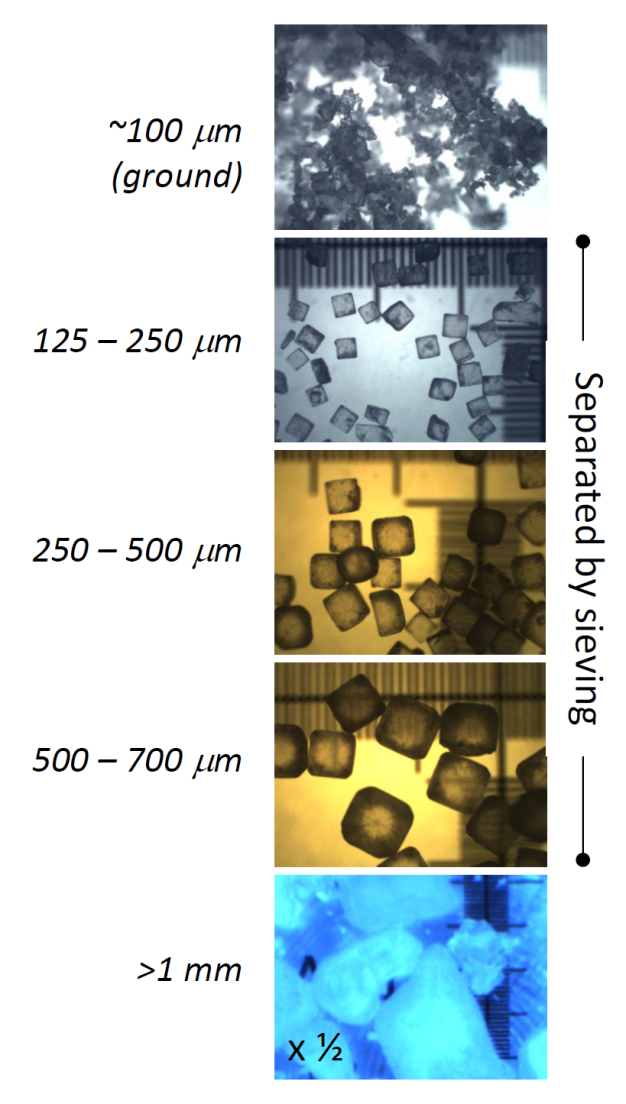 ~100 μm
(ground)
125 – 250 μm
250 – 500 μm
500 – 700 μm
>1 mm
x ½
Separated by sieving